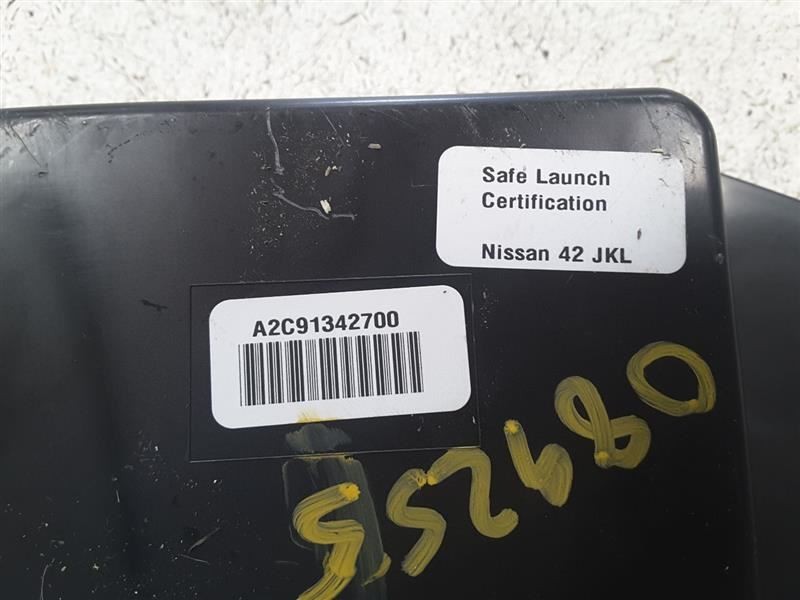 Safe Launch
Certification
Nissan 42 JKL
A2C91342700
552680